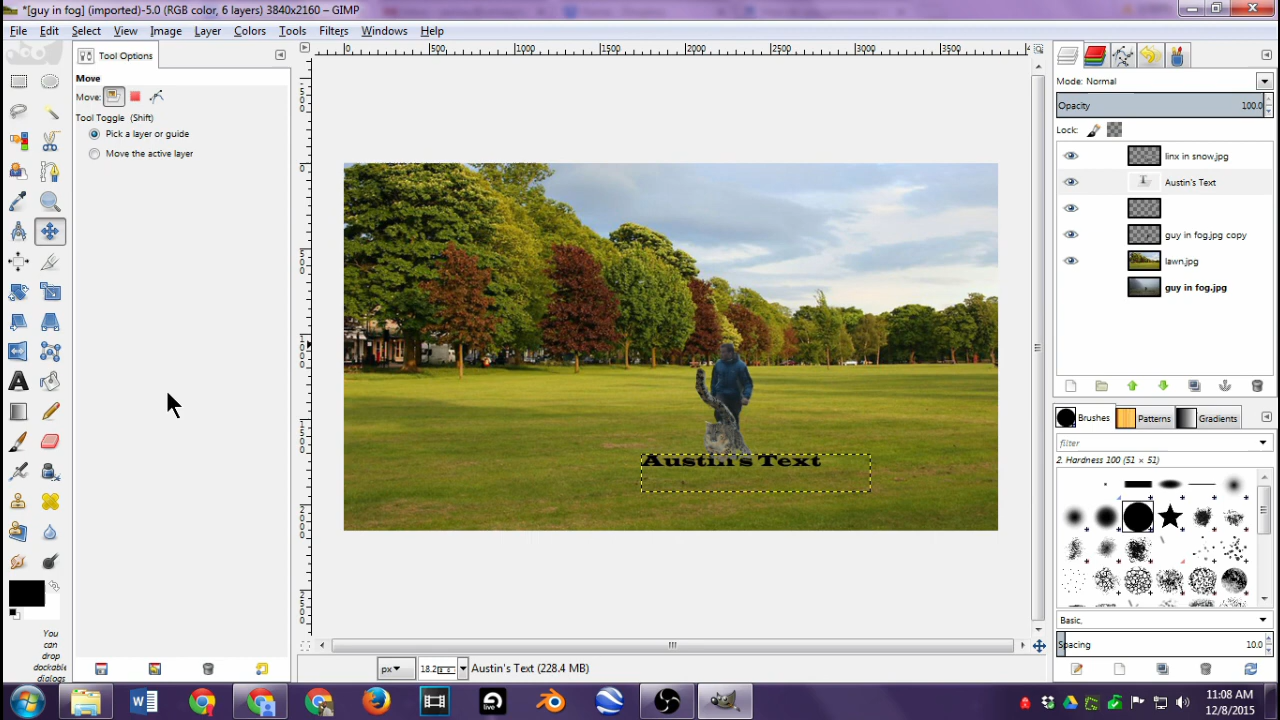 *[guy in fog] (imported)-5.0 (RGB color, 6 layers) 3840x2160 – GIMP
File Edit Select View Image Layer Colors Tools Filters Windows Help
Tool Options
Move
Move:
Tool Toggle (Shift)
Pick a layer or guide
Move the active layer
0 500 1000 1500 2000 2500 3000 3500
Austin's Text
You
can
drop
dockable
dialogs
px
18.2
Austin's Text (228.4 MB)
Mode: Normal
Opacity 100.0
Lock:
linx in snow.jpg
Austin's Text
guy in fog.jpg copy
lawn.jpg
guy in fog.jpg
Brushes Patterns Gradients
filter
2. Hardness 100 (51 × 51)
Basic,
Spacing 10.0
W
live
11:08 AM
12/8/2015